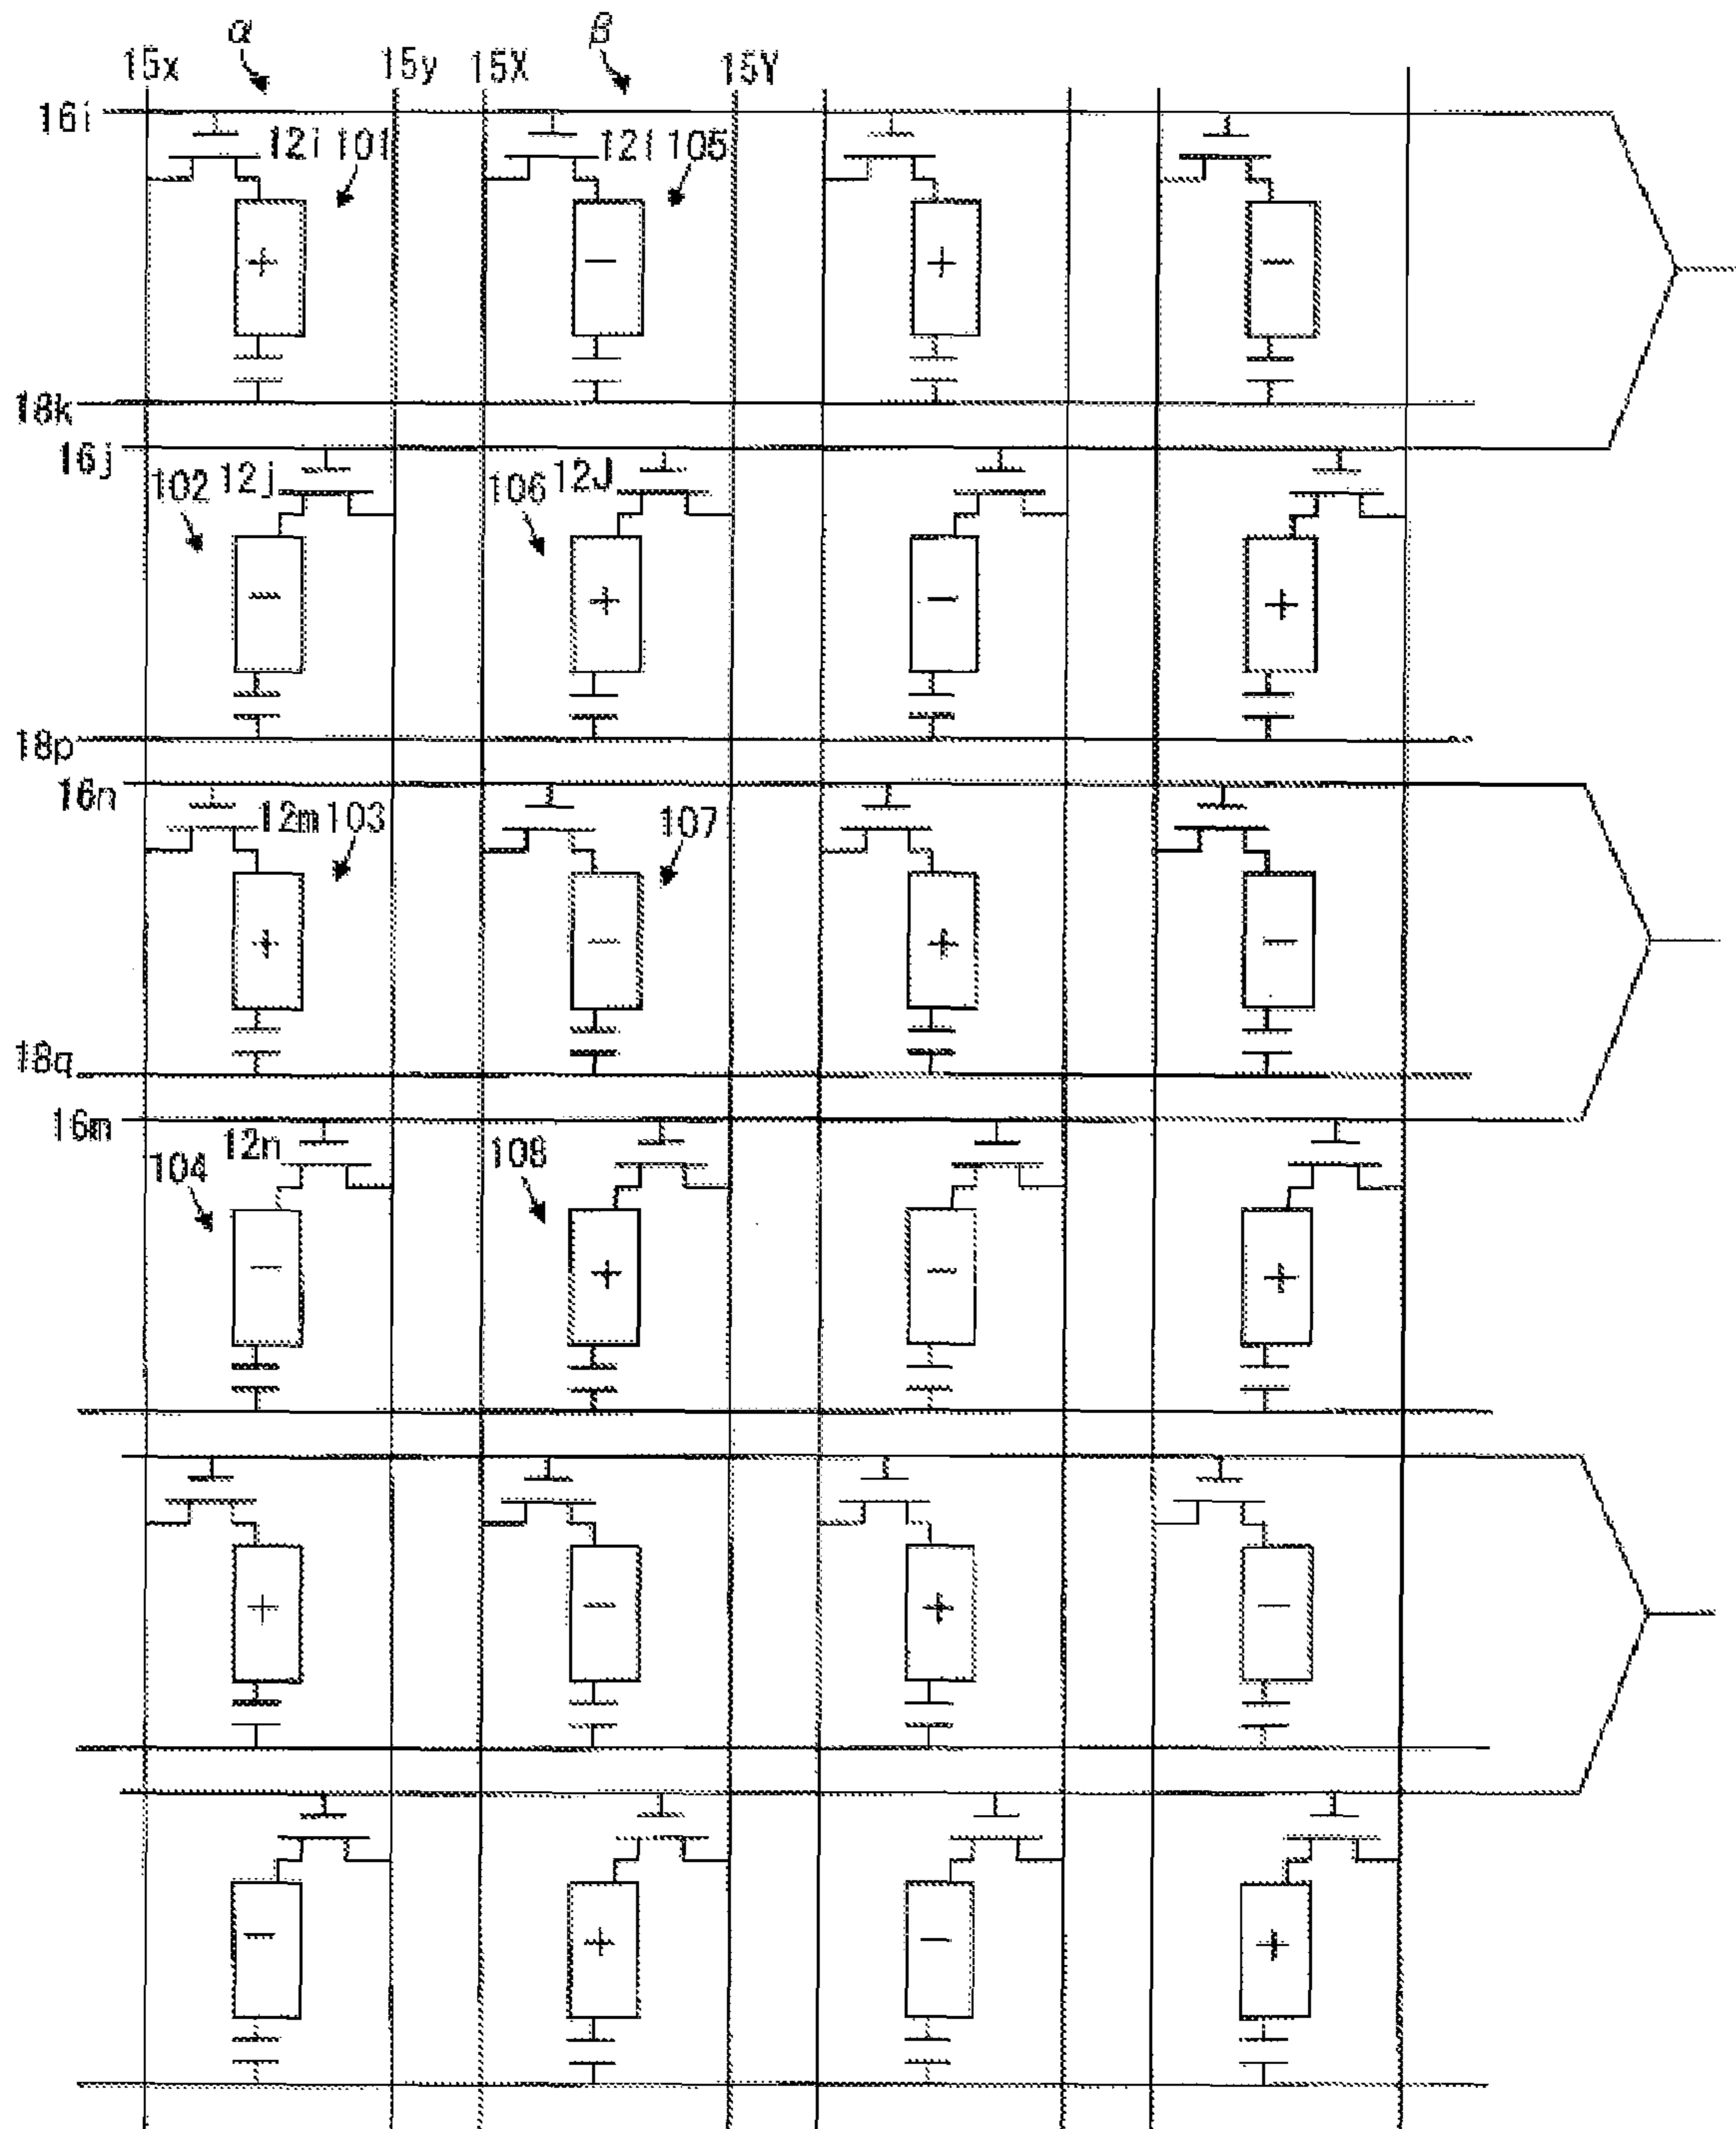 α β
15x 15y 15X 15Y
16i
12i 101 12I 105
+ − + −
18k
16j
102 12j 106 12J
− + − +
18p
16n
12m 103 107
+ − + −
18q
16m
104 12n 108
− + − +
+ − + −
− + − +